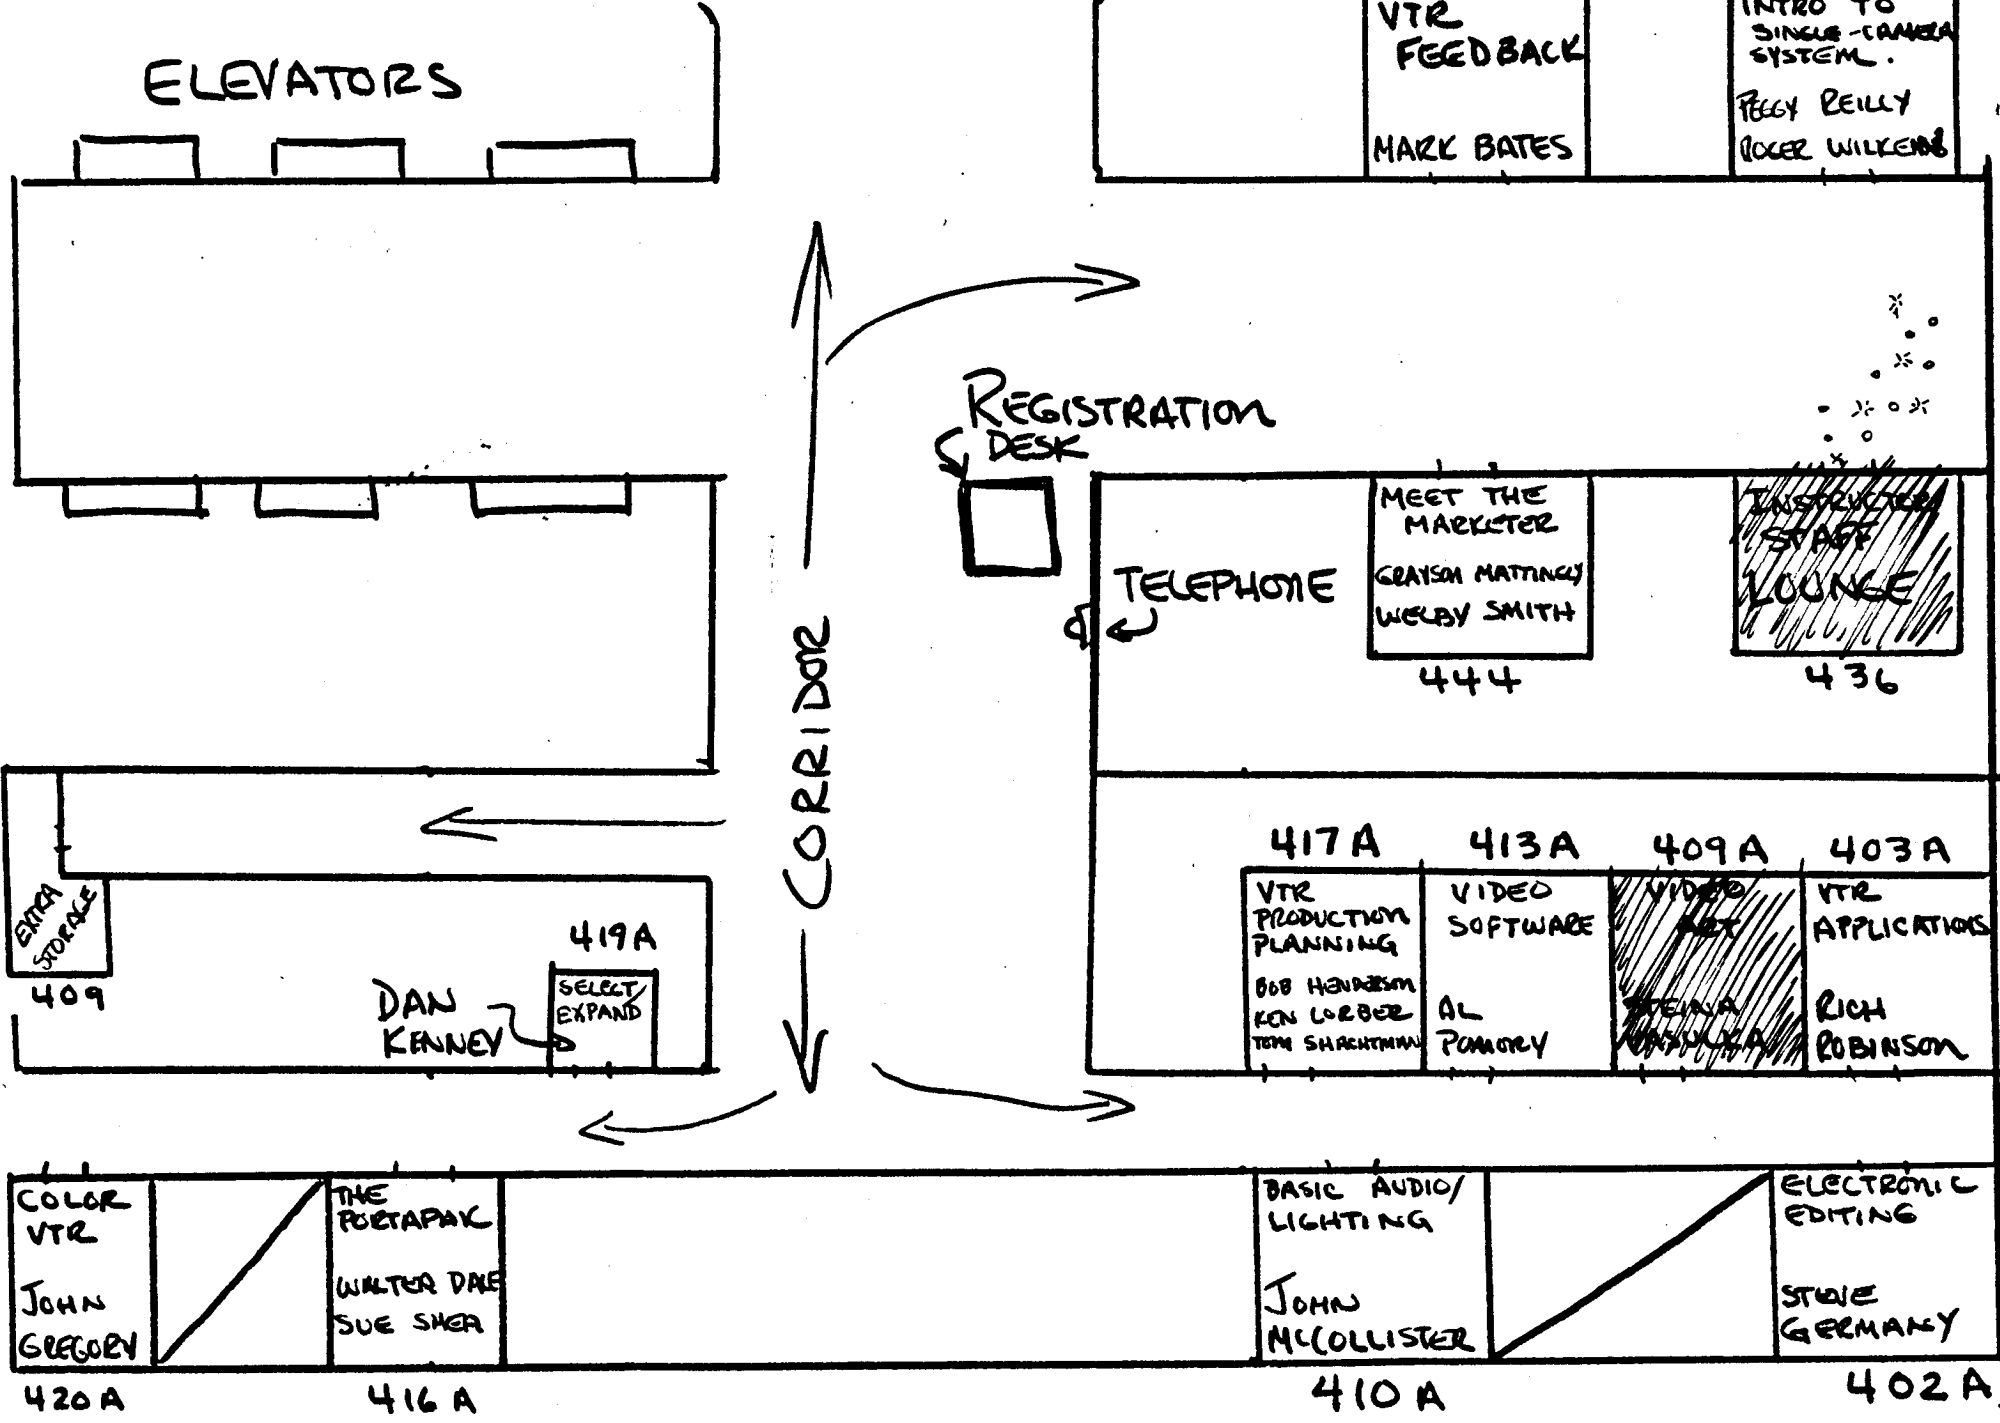 ELEVATORS
VTR
FEEDBACK
MARK BATES
INTRO TO
SINGLE-CAMERA
SYSTEM.
PEGGY REILLY
ROGER WILKENS
REGISTRATION
DESK
TELEPHONE
CORRIDOR
MEET THE
MARKETER
GRAYSON MATTINGLY
WELBY SMITH
444
INSTRUCTER
STAFF
LOUNGE
436
EXTRA
STORAGE
409
419A
SELECT/
EXPAND
DAN
KENNEY
417A
VTR
PRODUCTION
PLANNING
BOB HENDERSON
KEN LORBER
TOM SHACHTMAN
413A
VIDEO
SOFTWARE
AL
POMORY
409A
VIDEO
ART
STEINA
VASULKA
403A
VTR
APPLICATIONS
RICH
ROBINSON
COLOR
VTR
JOHN
GREGORY
420A
THE
PORTAPAK
WALTER DALE
SUE SHER
416A
BASIC AUDIO/
LIGHTING
JOHN
McCOLLISTER
410A
ELECTRONIC
EDITING
STEVE
GERMANY
402A